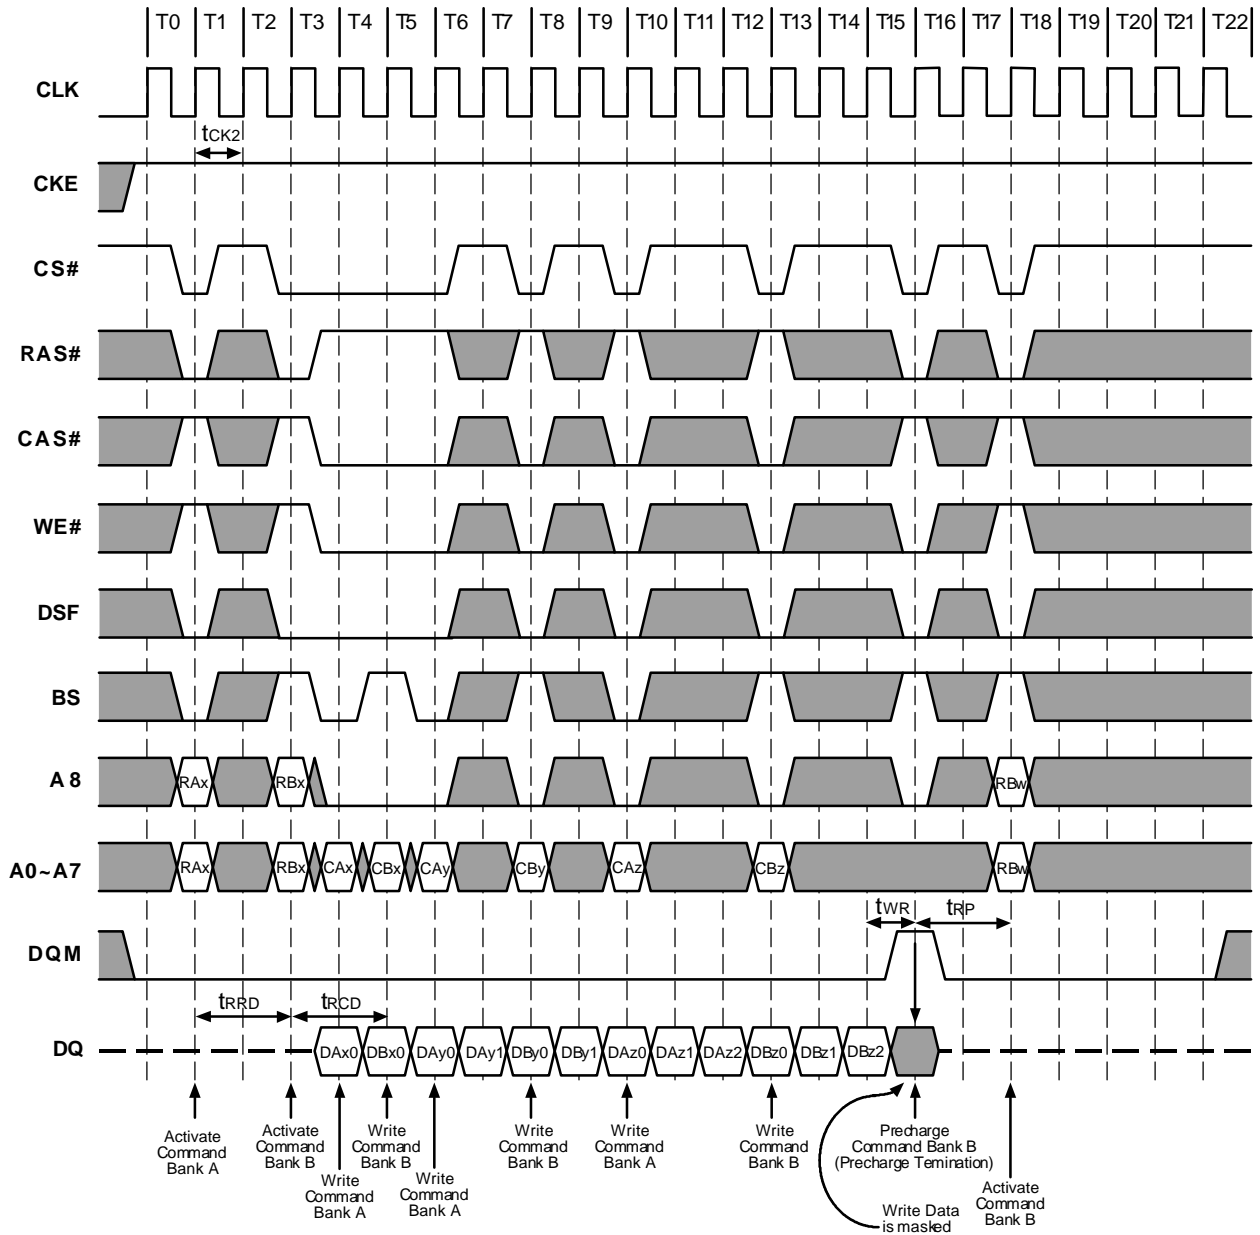 T0 T1 T2 T3 T4 T5 T6 T7 T8 T9 T10 T11 T12 T13 T14 T15 T16 T17 T18 T19 T20 T21 T22
CLK
tCK2
CKE
CS#
RAS#
CAS#
WE#
DSF
BS
A8 RAx RBx RBw
A0~A7 RAx RBx CAx CBx CAy CBy CAz CBz RBw
tWR tRP
DQM
tRRD tRCD
DQ DAx0 DBx0 DAy0 DAy1 DBy0 DBy1 DAz0 DAz1 DAz2 DBz0 DBz1 DBz2
Activate
Command
Bank A
Activate
Command
Bank B
Write
Command
Bank A
Write
Command
Bank B
Write
Command
Bank A
Write
Command
Bank B
Write
Command
Bank A
Write
Command
Bank B
Precharge
Command Bank B
(Precharge Temination)
Write Data
is masked
Activate
Command
Bank B